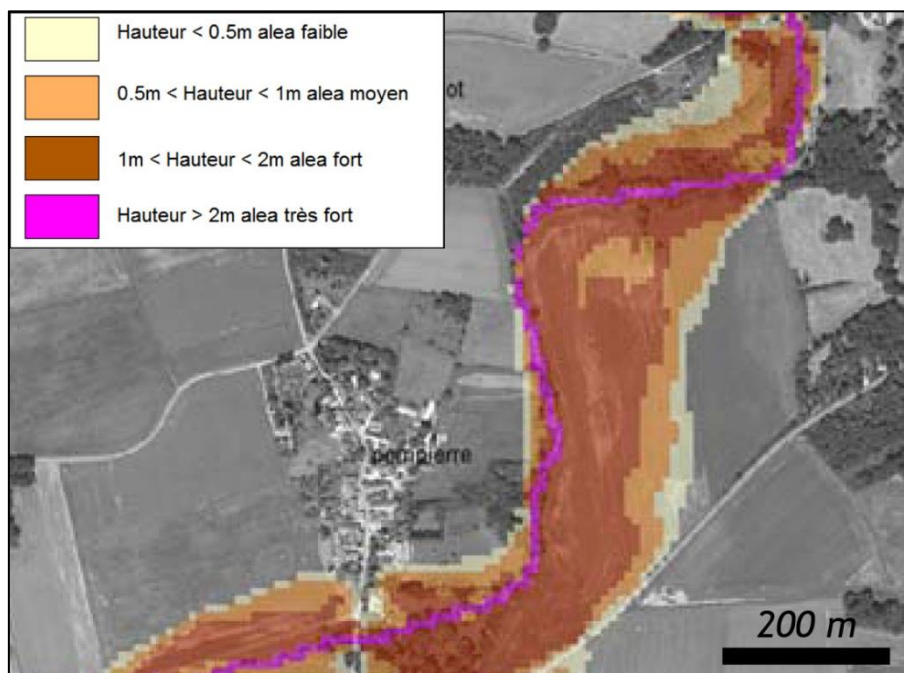 Hauteur < 0.5m alea faible
0.5m < Hauteur < 1m alea moyen
1m < Hauteur < 2m alea fort
Hauteur > 2m alea très fort
ot
pompierre
200 m